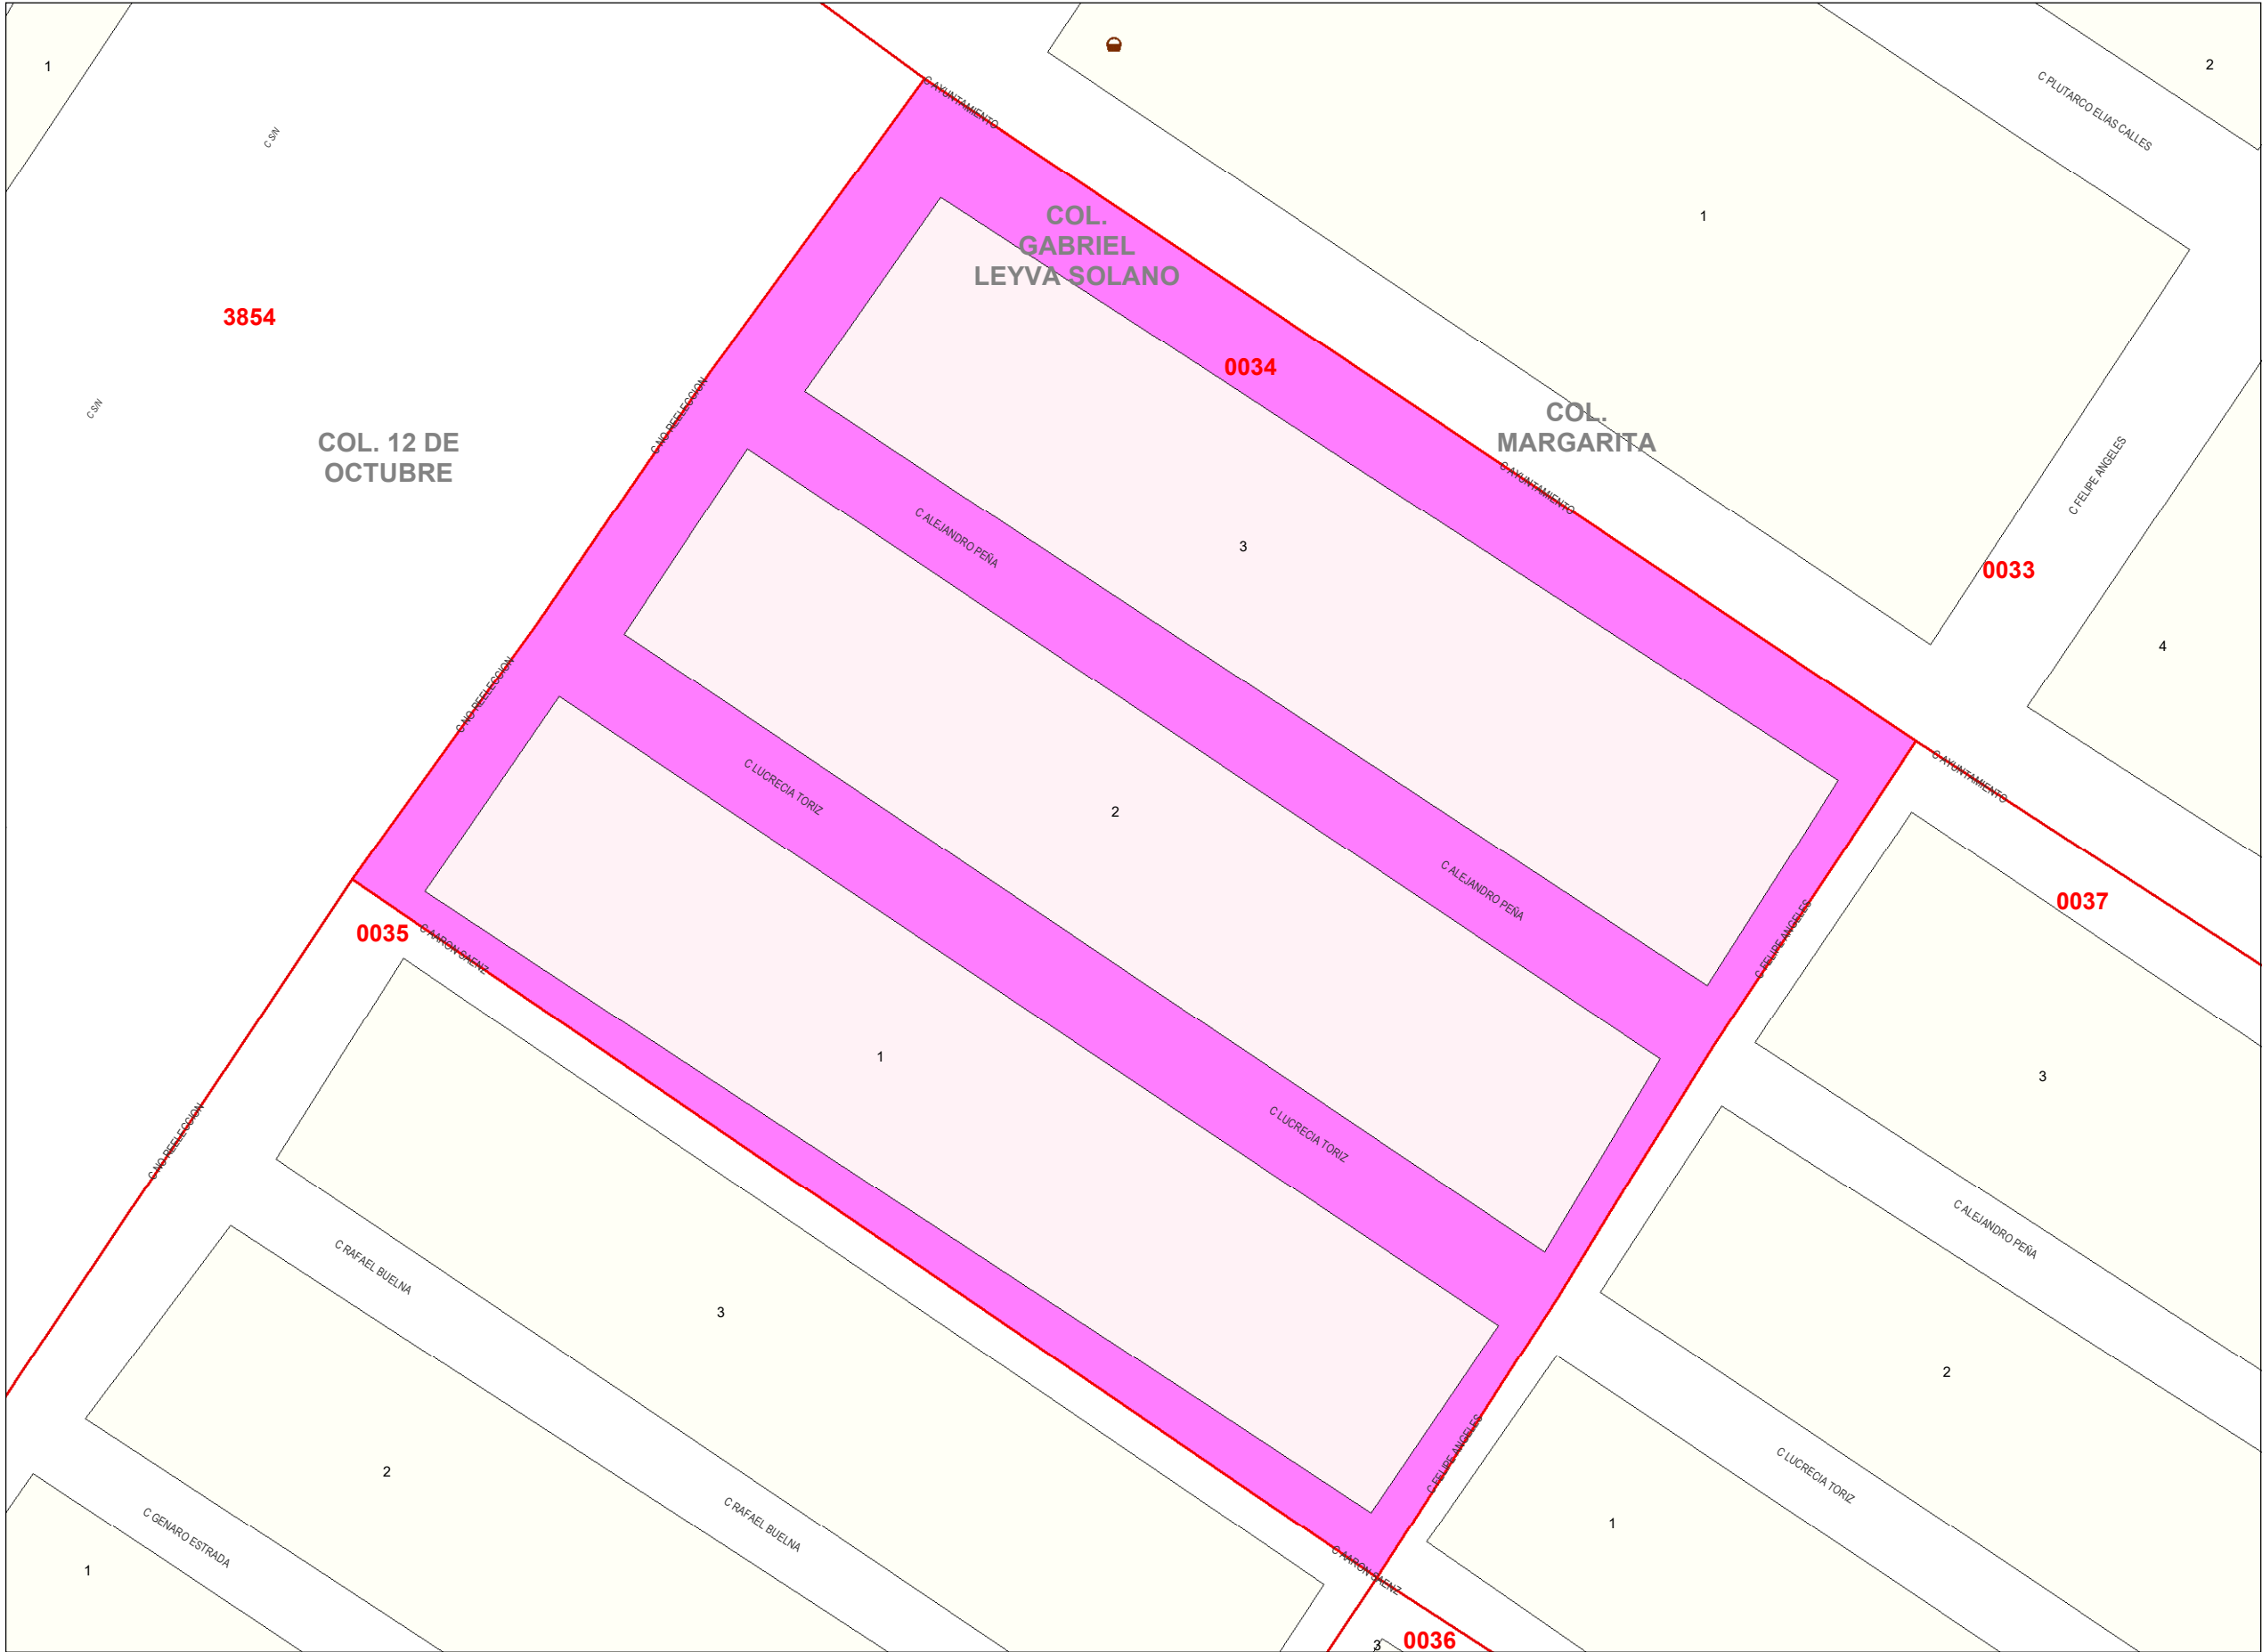 1
2
C PLUTARCO ELIAS CALLES
C AYUNTAMIENTO
C S/N
COL.
GABRIEL
LEYVA SOLANO
1
3854
0034
C S/N
C NO REELECCION
COL. 12 DE
OCTUBRE
COL.
MARGARITA
C FELIPE ANGELES
C AYUNTAMIENTO
C ALEJANDRO PEÑA
3
0033
4
C NO REELECCION
C LUCRECIA TORIZ
2
C AYUNTAMIENTO
C ALEJANDRO PEÑA
0037
0035
C AARON SAENZ
C FELIPE ANGELES
1
3
C NO REELECCION
C LUCRECIA TORIZ
C ALEJANDRO PEÑA
C RAFAEL BUELNA
3
2
C FELIPE ANGELES
2
C LUCRECIA TORIZ
C GENARO ESTRADA
C RAFAEL BUELNA
1
1
C AARON SAENZ
3
0036